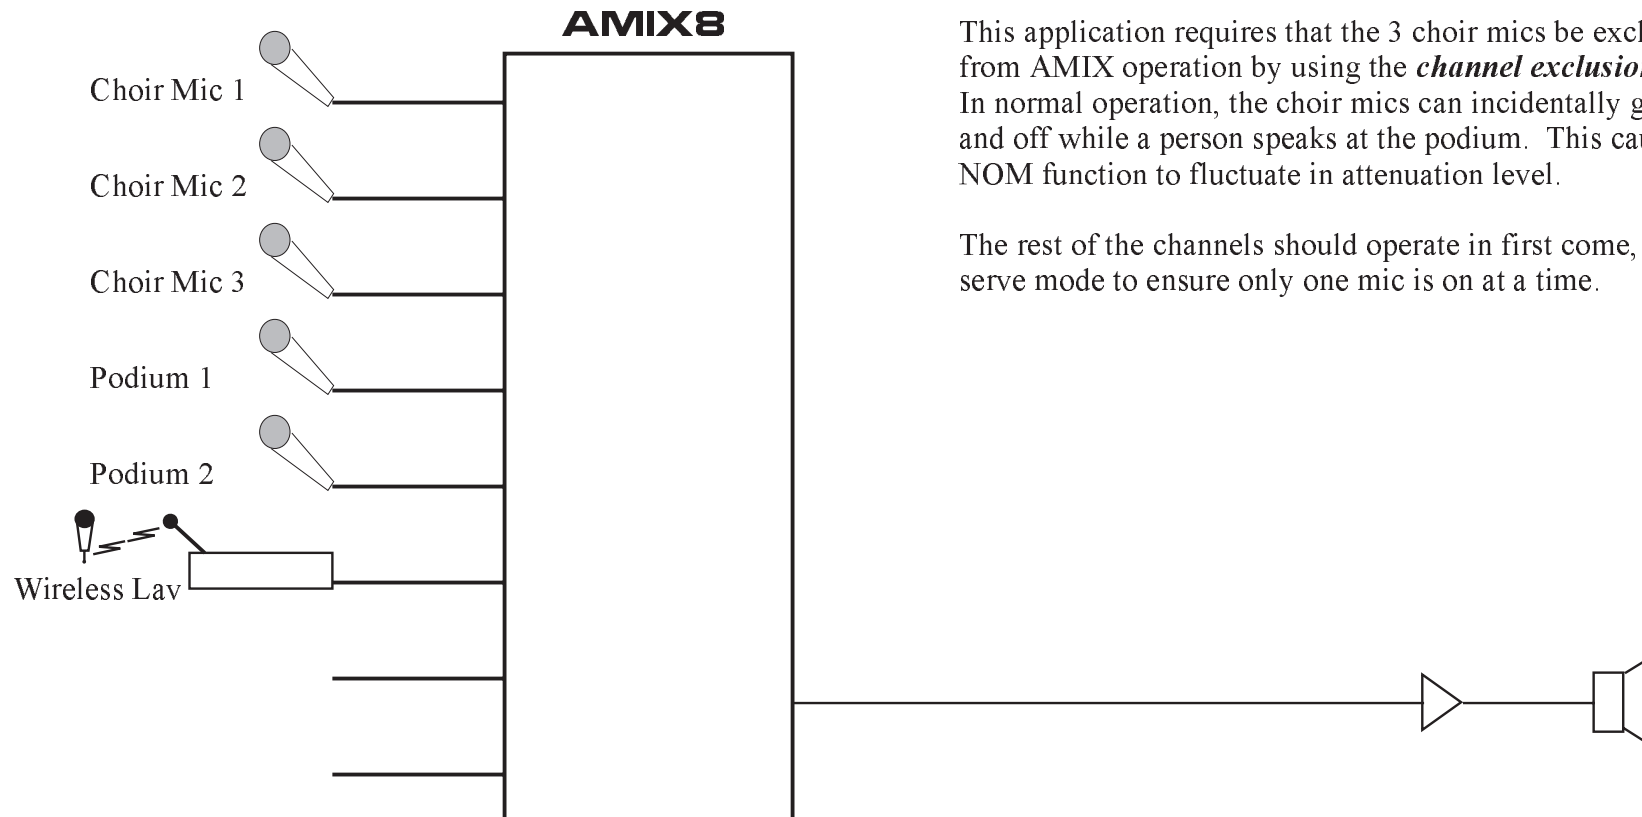 AMIX8
Choir Mic 1
Choir Mic 2
Choir Mic 3
Podium 1
Podium 2
Wireless Lav
This application requires that the 3 choir mics be
from AMIX operation by using the channel
In normal operation, the choir mics can incidentally
and off while a person speaks at the podium. This
NOM function to fluctuate in attenuation level.
The rest of the channels should operate in first come,
serve mode to ensure only one mic is on at a time.